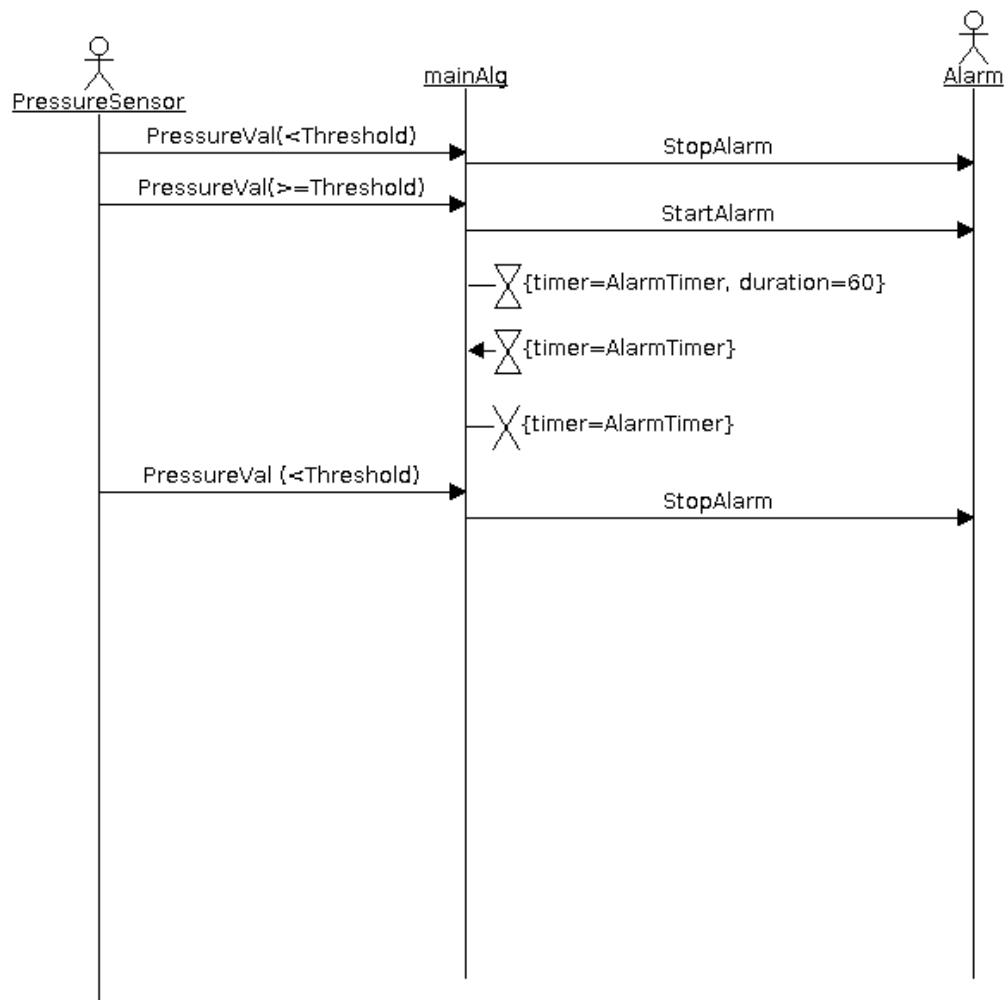 PressureSensor
mainAlg
Alarm
PressureVal(<Threshold)
StopAlarm
PressureVal(>=Threshold)
StartAlarm
{timer=AlarmTimer, duration=60}
{timer=AlarmTimer}
{timer=AlarmTimer}
PressureVal (<Threshold)
StopAlarm